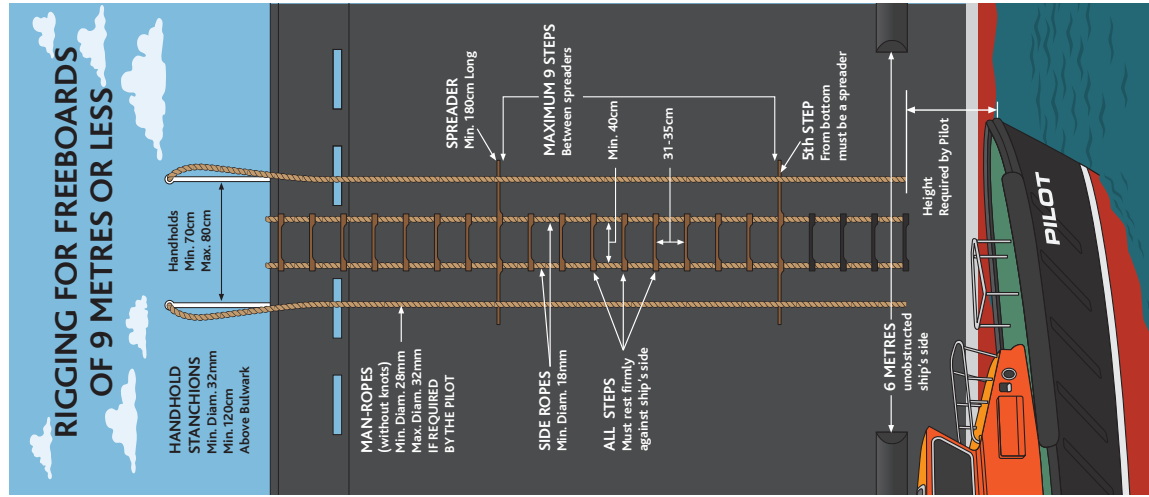 RIGGING FOR FREEBOARDS
OF 9 METRES OR LESS
HANDHOLD
STANCHIONS
Min. Diam. 32mm
Min. 120cm
Above Bulwark
Handholds
Min. 70cm
Max. 80cm
MAN-ROPES
(without knots)
Min. Diam. 28mm
Max. Diam. 32mm
IF REQUIRED
BY THE PILOT
SPREADER
Min. 180cm Long
MAXIMUM 9 STEPS
Between spreaders
SIDE ROPES
Min. Diam. 18mm
Min. 40cm
31-35cm
ALL STEPS
Must rest firmly
against ship's side
5th STEP
From bottom
must be a spreader
6 METRES
unobstructed
ship's side
Height
Required by Pilot
PILOT